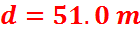 d = 51.0 m